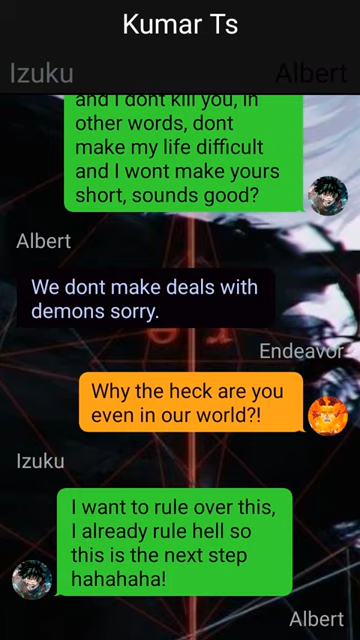 Kumar Ts
Izuku Albert
and I dont kill you, in
other words, dont
make my life difficult
and I wont make yours
short, sounds good?
Albert
We dont make deals with
demons sorry.
Endeavor
Why the heck are you
even in our world?!
Izuku
I want to rule over this,
I already rule hell so
this is the next step
hahahaha!
Albert